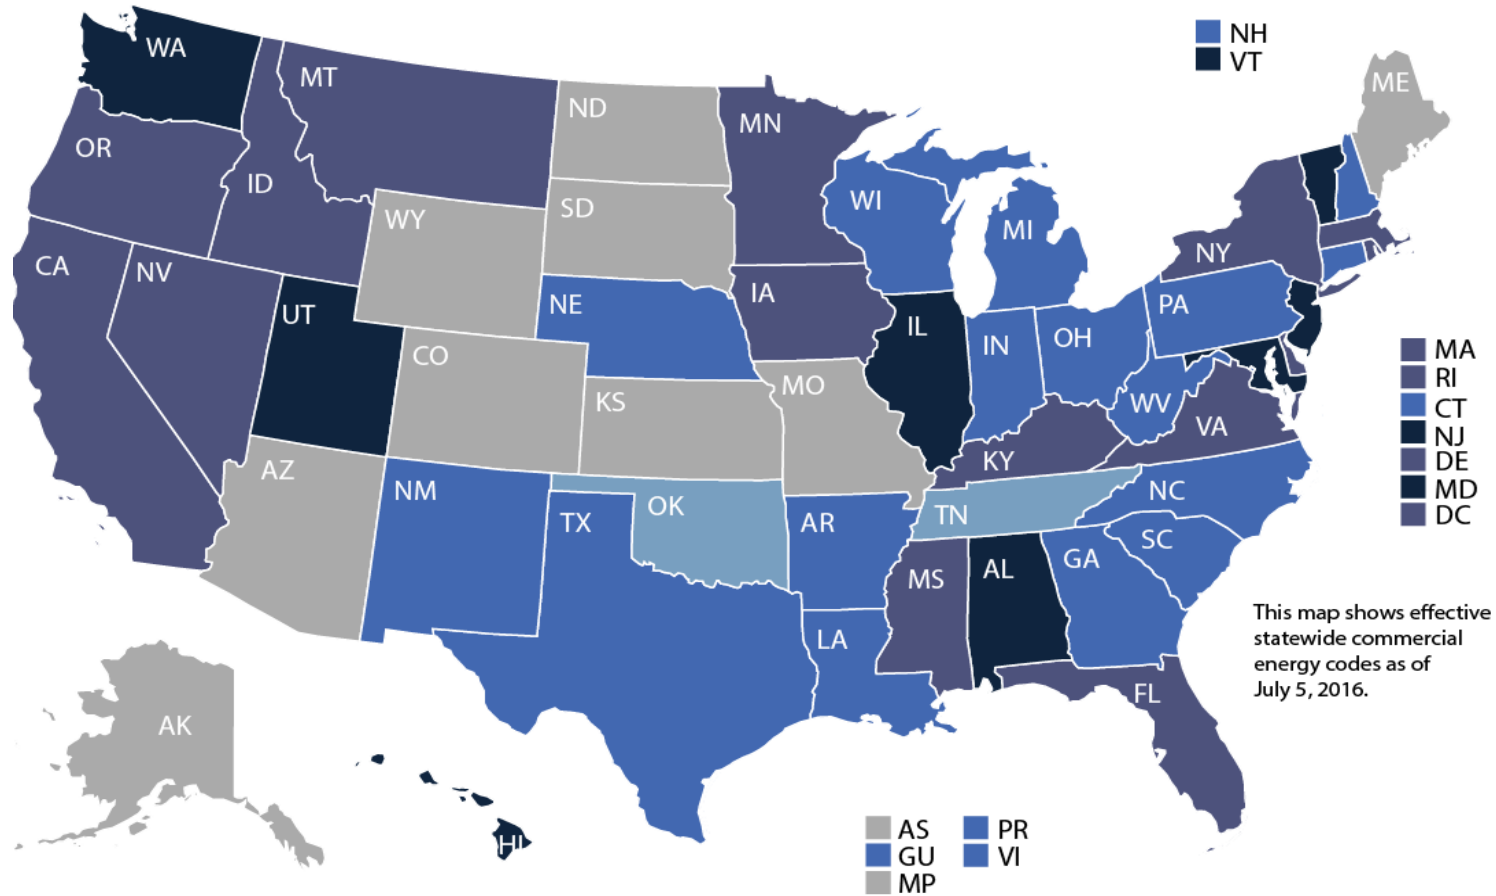 NH
VT
WA
MT
ND
MN
ME
OR
ID
SD
WI
MI
WY
NY
CA
NV
UT
NE
IA
IL
IN
OH
PA
CO
KS
MO
KY
WV
VA
MA
RI
CT
NJ
DE
MD
DC
AZ
NM
TX
OK
AR
TN
NC
SC
MS
AL
GA
LA
FL
This map shows effective
statewide commercial
energy codes as of
July 5, 2016.
AK
HI
AS
PR
GU
VI
MP